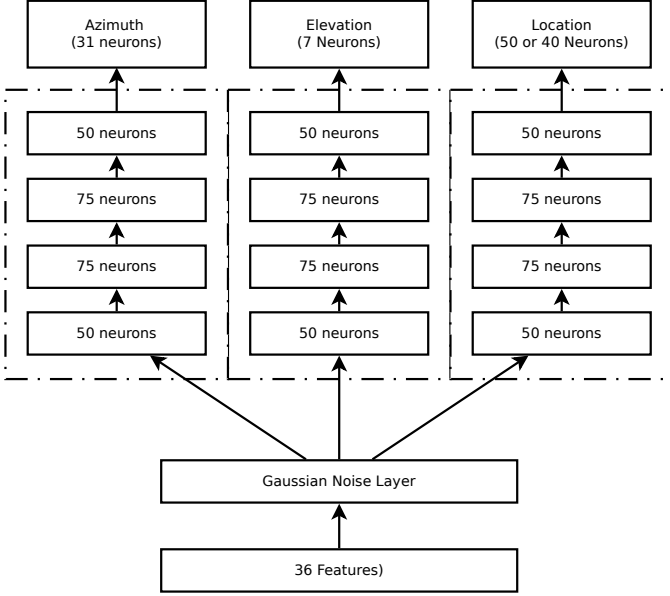 Azimuth
(31 neurons)
Elevation
(7 Neurons)
Location
(50 or 40 Neurons)
50 neurons
50 neurons
50 neurons
75 neurons
75 neurons
75 neurons
75 neurons
75 neurons
75 neurons
50 neurons
50 neurons
50 neurons
Gaussian Noise Layer
36 Features)